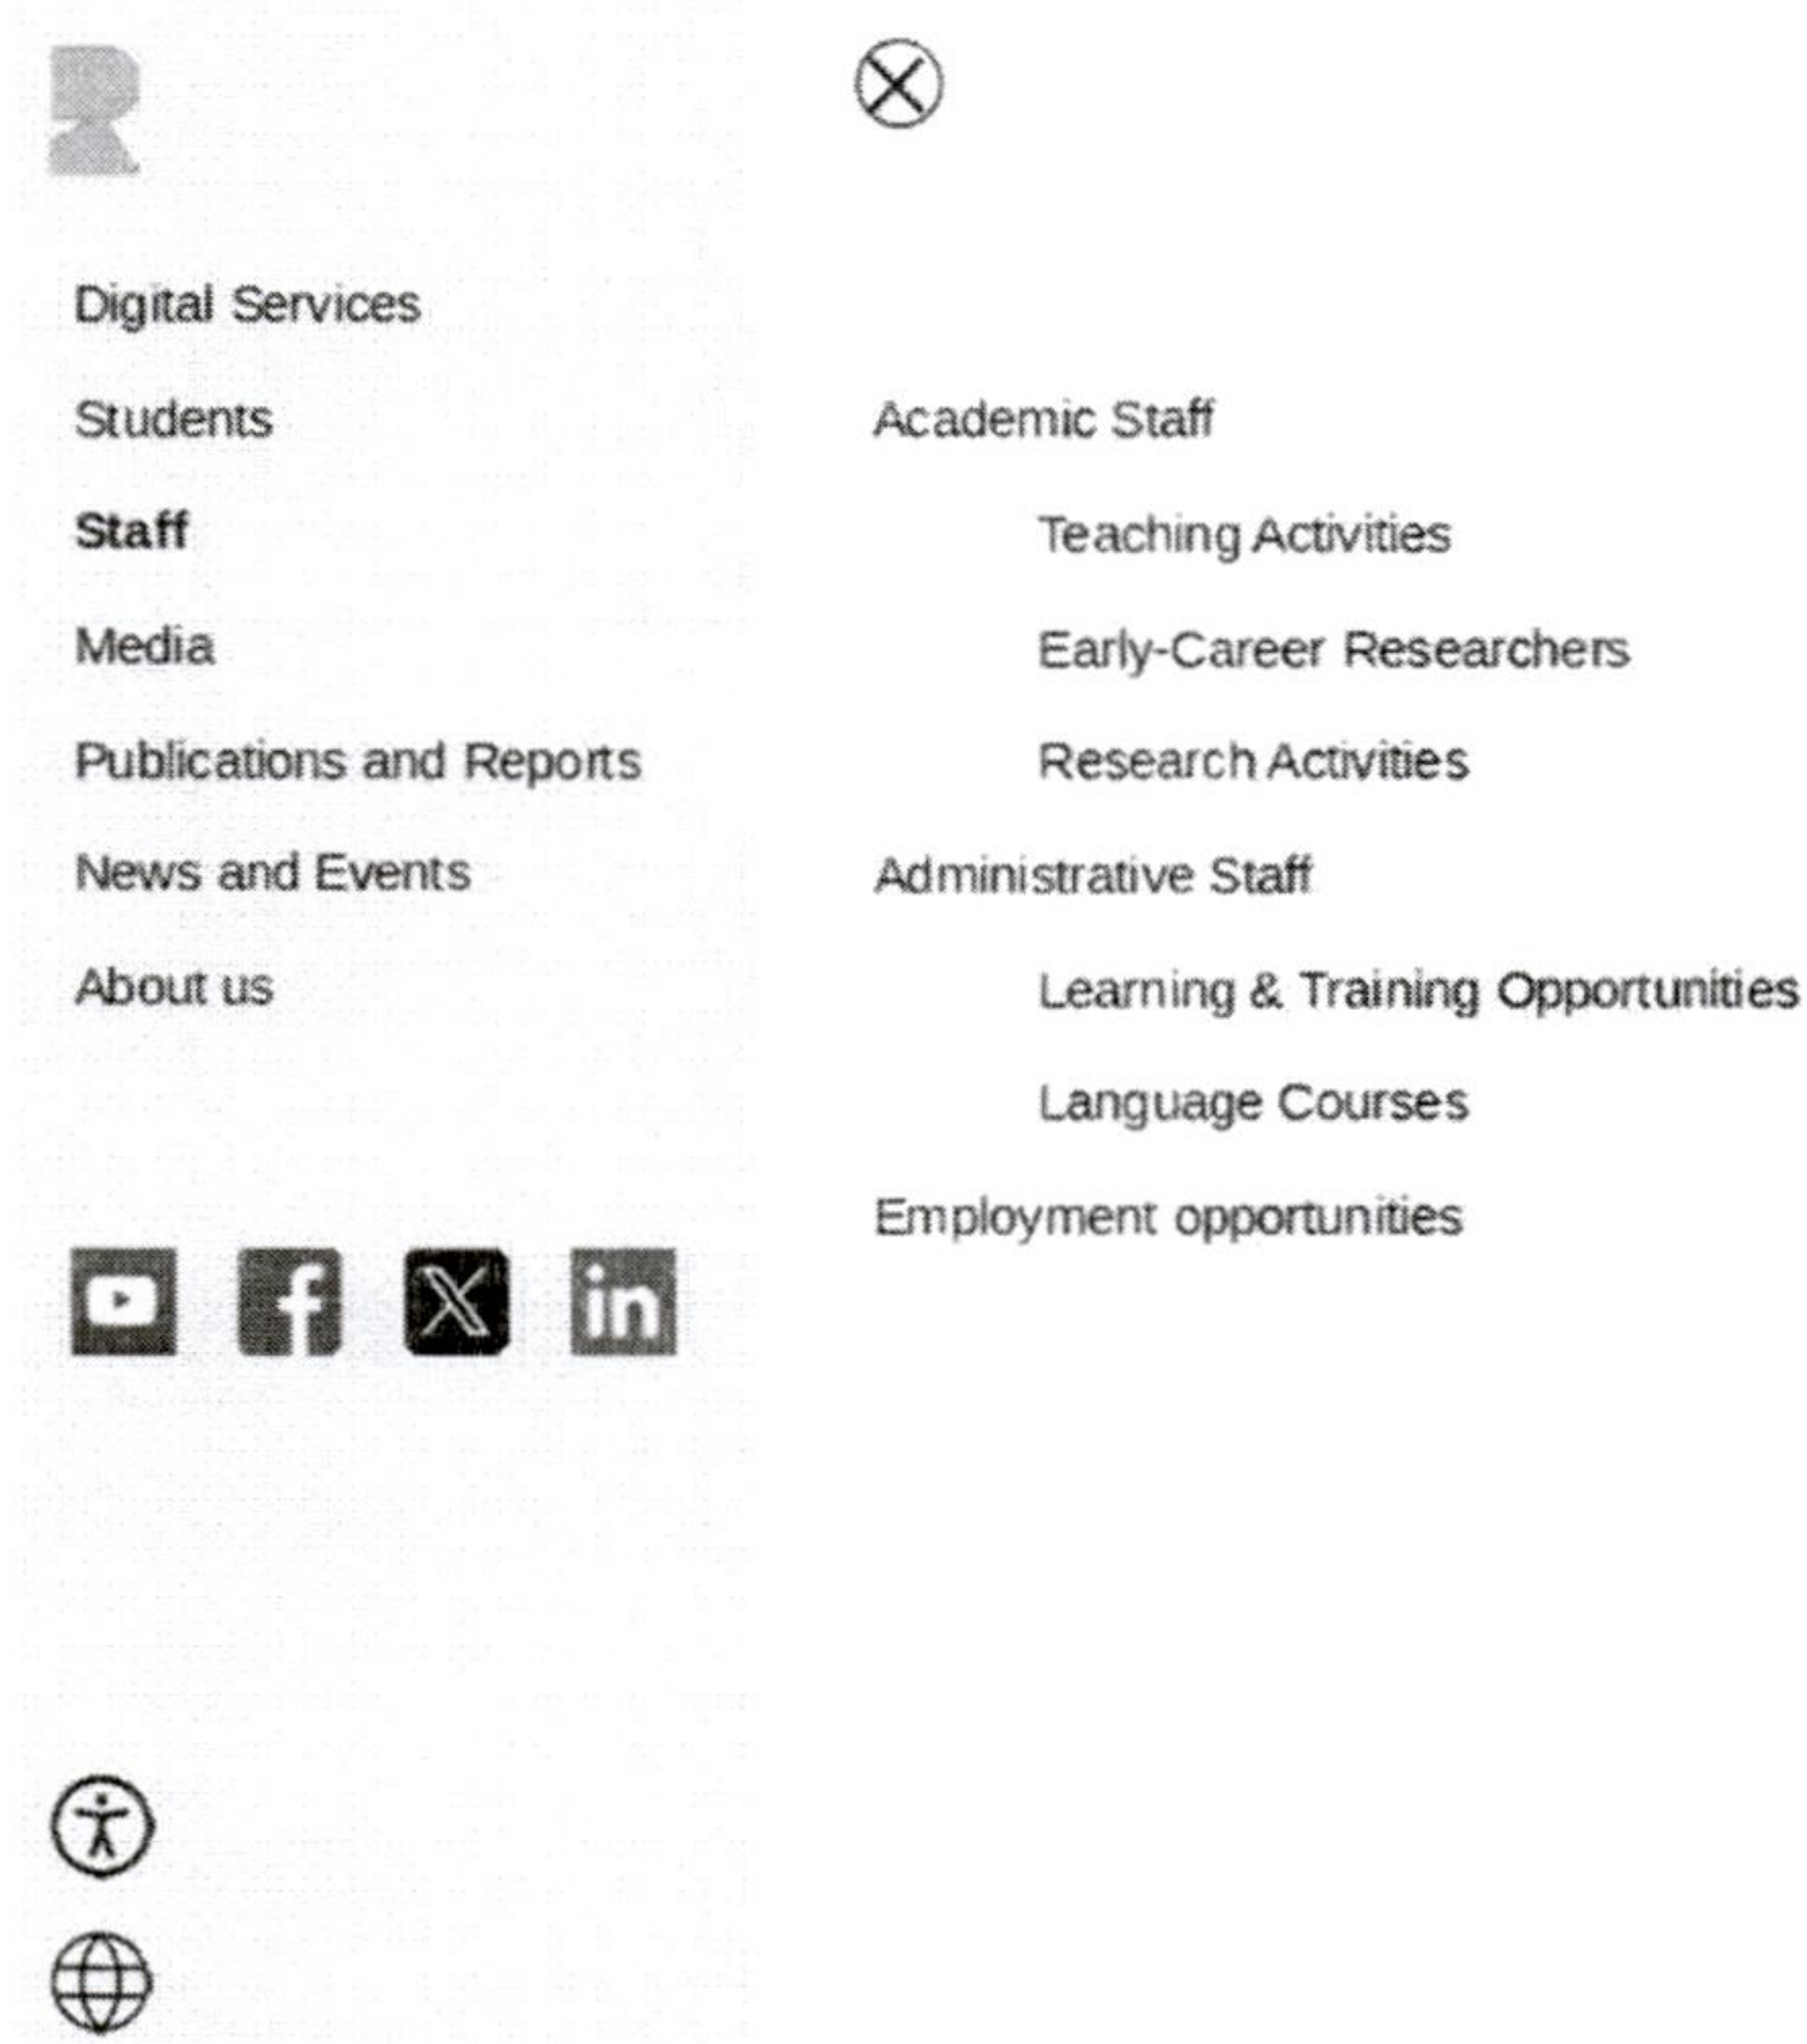 Digital Services
Students
Staff
Media
Publications and Reports
News and Events
About us
Academic Staff
Teaching Activities
Early-Career Researchers
Research Activities
Administrative Staff
Learning & Training Opportunities
Language Courses
Employment opportunities